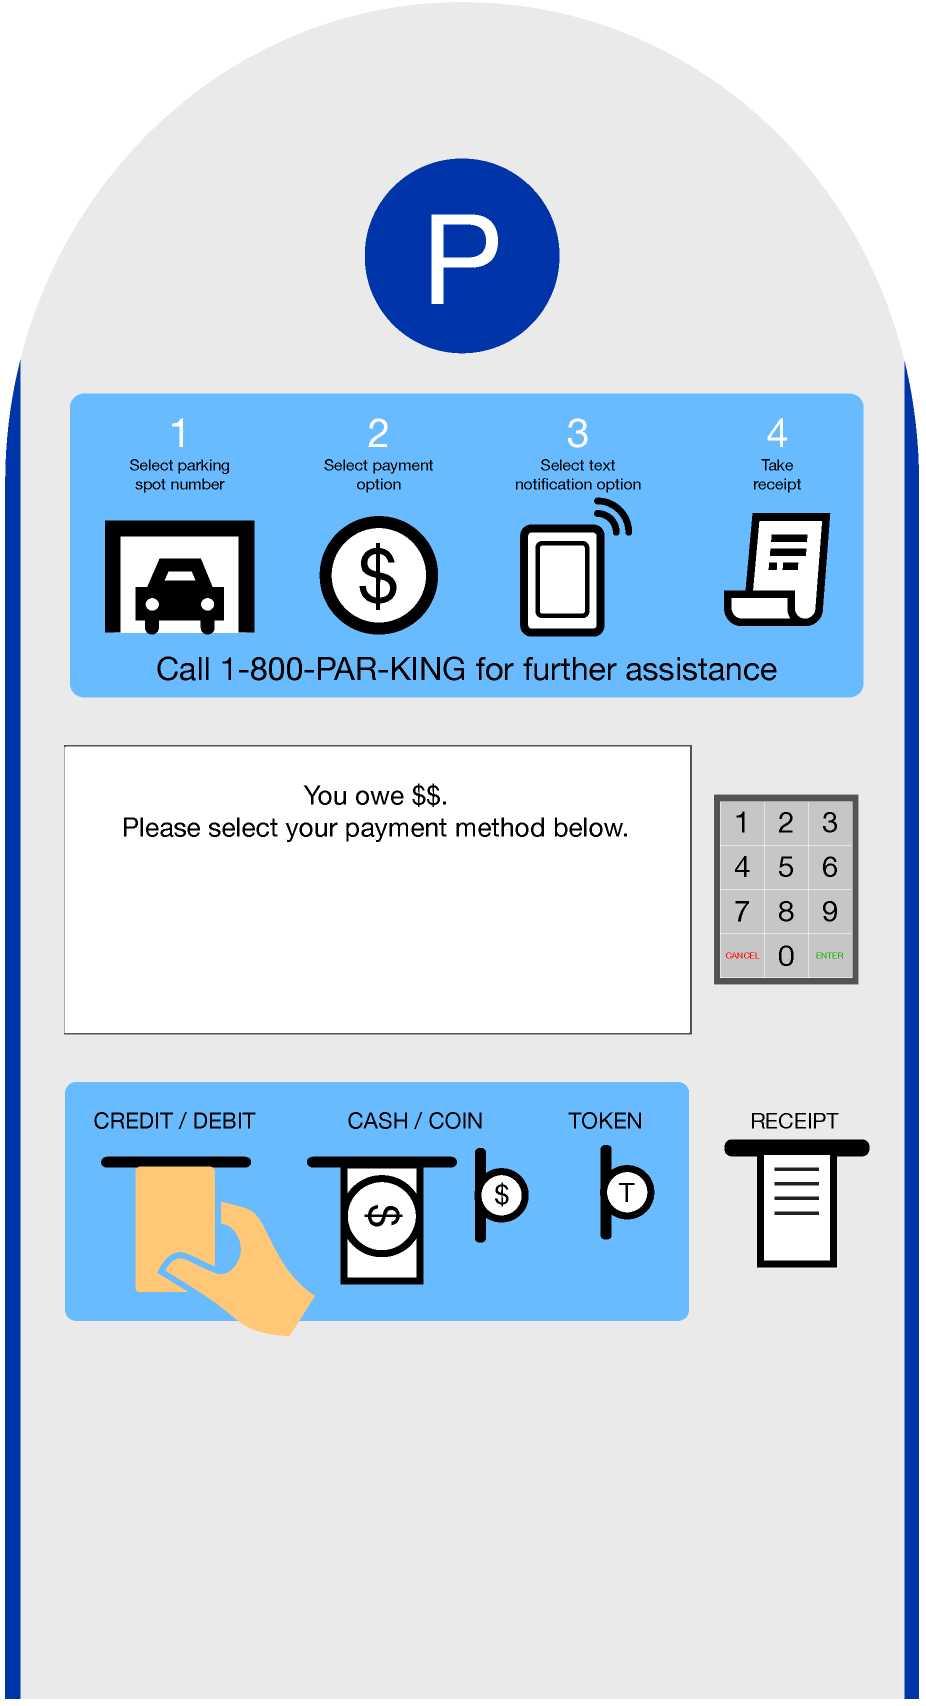 P
1
Select parking
spot number
2
Select payment
option
$
3
Select text
notification option
4
Take
receipt
Call 1-800-PAR-KING for further assistance
You owe $$.
Please select your payment method below.
1 2 3
4 5 6
7 8 9
CANCEL 0 ENTER
CREDIT / DEBIT
CASH / COIN
$
$
TOKEN
T
RECEIPT